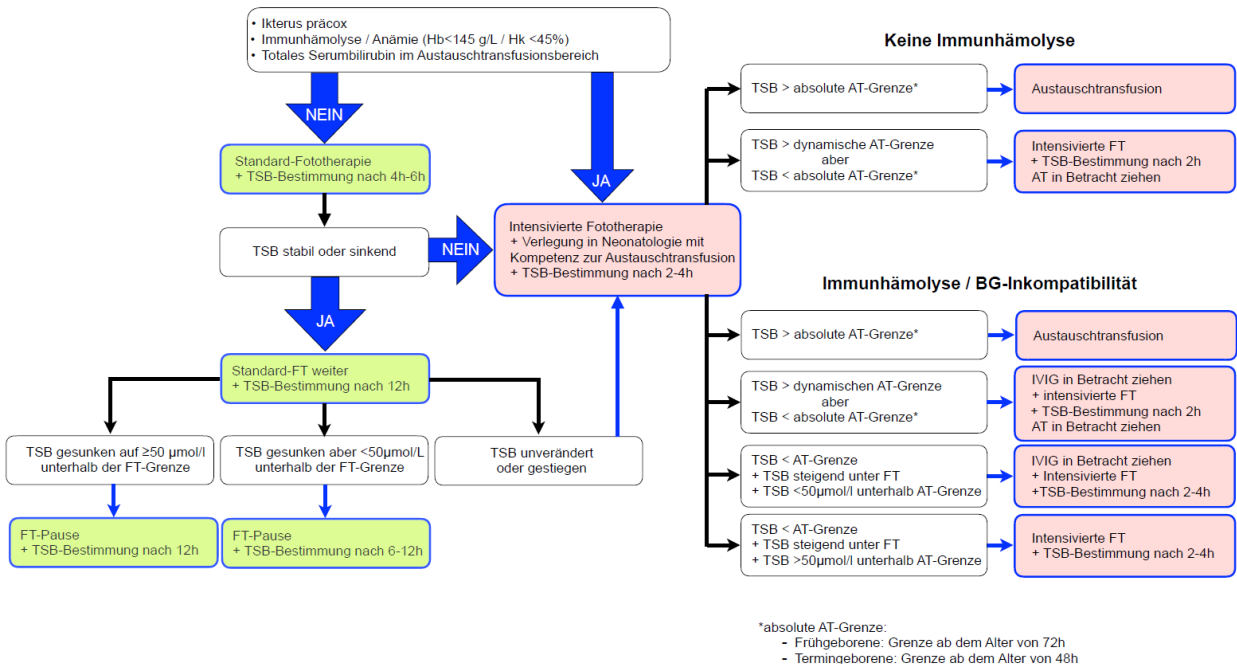 • Ikterus präcox
• Immunhämolyse / Anämie (Hb<145 g/L / Hk <45%)
• Totales Serumbilirubin im Austauschtransfusionsbereich
NEIN
JA
Standard-Fototherapie
+ TSB-Bestimmung nach 4h-6h
TSB stabil oder sinkend
NEIN
Intensivierte Fototherapie
+ Verlegung in Neonatologie mit
Kompetenz zur Austauschtransfusion
+ TSB-Bestimmung nach 2-4h
JA
Standard-FT weiter
+ TSB-Bestimmung nach 12h
TSB gesunken auf ≥50 µmol/l
unterhalb der FT-Grenze
TSB gesunken aber <50µmol/L
unterhalb der FT-Grenze
TSB unverändert
oder gestiegen
FT-Pause
+ TSB-Bestimmung nach 12h
FT-Pause
+ TSB-Bestimmung nach 6-12h
Keine Immunhämolyse
TSB > absolute AT-Grenze*
Austauschtransfusion
TSB > dynamische AT-Grenze
aber
TSB < absolute AT-Grenze*
Intensivierte FT
+ TSB-Bestimmung nach 2h
AT in Betracht ziehen
Immunhämolyse / BG-Inkompatibilität
TSB > absolute AT-Grenze*
Austauschtransfusion
TSB > dynamischen AT-Grenze
aber
TSB < absolute AT-Grenze*
IVIG in Betracht ziehen
+ intensivierte FT
+ TSB-Bestimmung nach 2h
AT in Betracht ziehen
TSB < AT-Grenze
+ TSB steigend unter FT
+ TSB <50µmol/l unterhalb AT-Grenze
IVIG in Betracht ziehen
+ Intensivierte FT
+TSB-Bestimmung nach 2-4h
TSB < AT-Grenze
+ TSB steigend unter FT
+ TSB >50µmol/l unterhalb AT-Grenze
Intensivierte FT
+ TSB-Bestimmung nach 2-4h
*absolute AT-Grenze:
- Frühgeborene: Grenze ab dem Alter von 72h
- Termingeborene: Grenze ab dem Alter von 48h